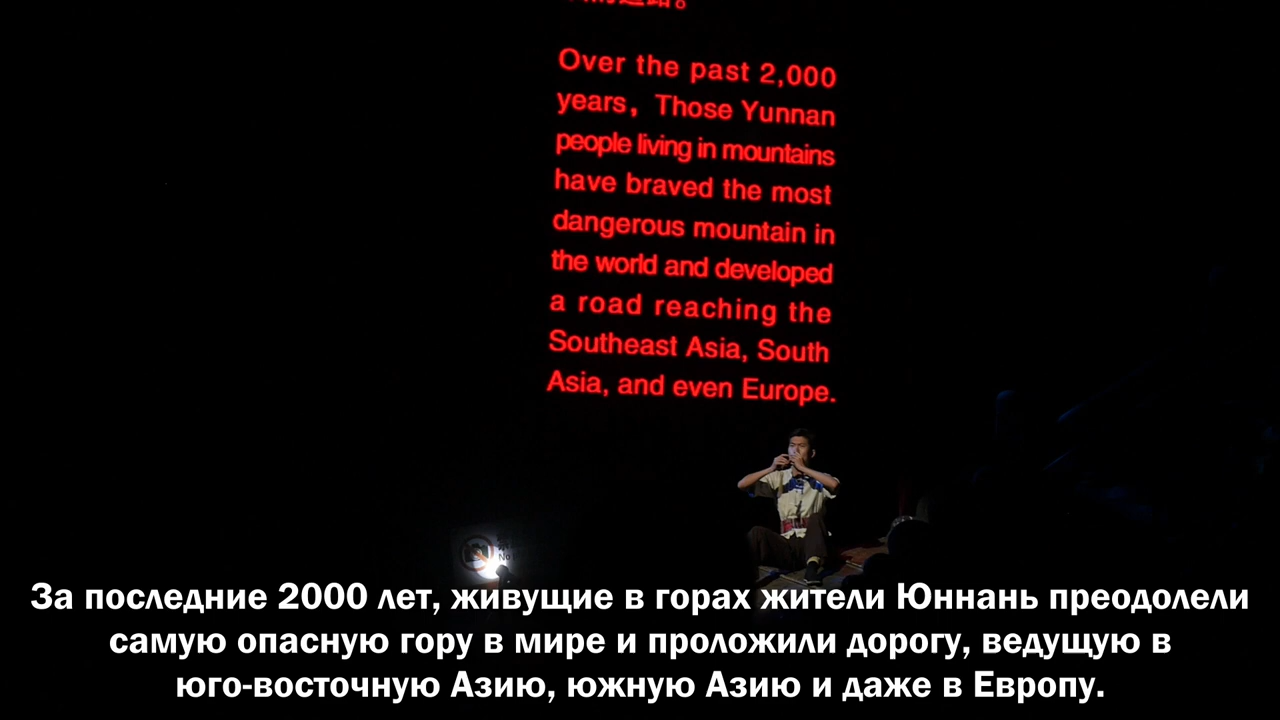 Over the past 2,000
years, Those Yunnan
people living in mountains
have braved the most
dangerous mountain in
the world and developed
a road reaching the
Southeast Asia, South
Asia, and even Europe.
No
За последние 2000 лет, живущие в горах жители Юннань преодолели
самую опасную гору в мире и проложили дорогу, ведущую в
юго-восточную Азию, южную Азию и даже в Европу.